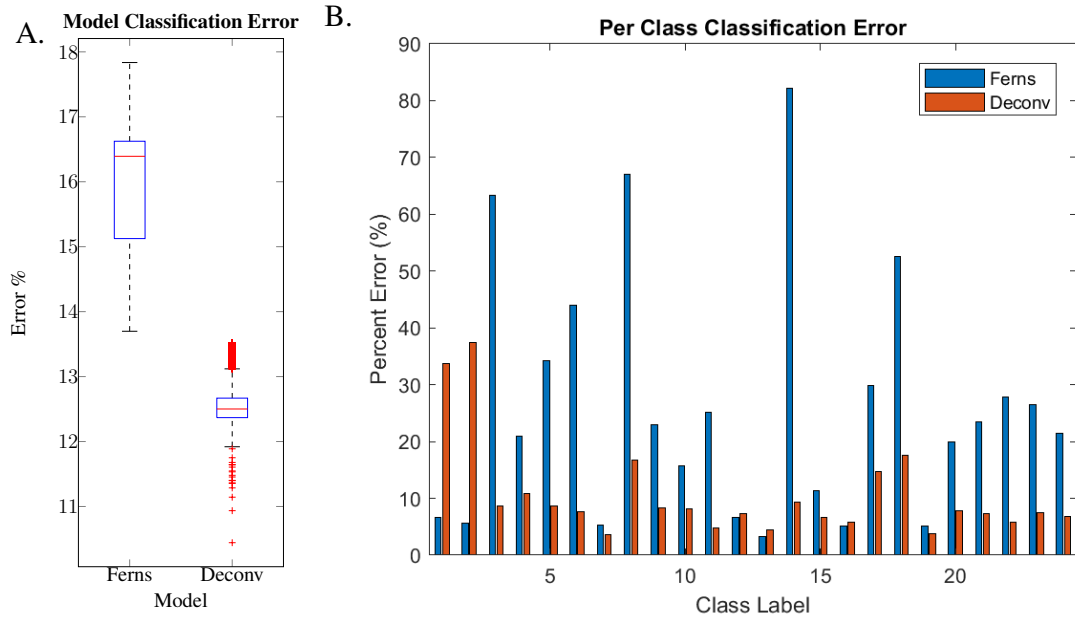 A.
Model Classification Error
18
17
16
15
14
13
12
11
Error %
Ferns Deconv
Model
B.
Per Class Classification Error
90
80
70
60
50
40
30
20
10
0
Percent Error (%)
Ferns
Deconv
5 10 15 20
Class Label